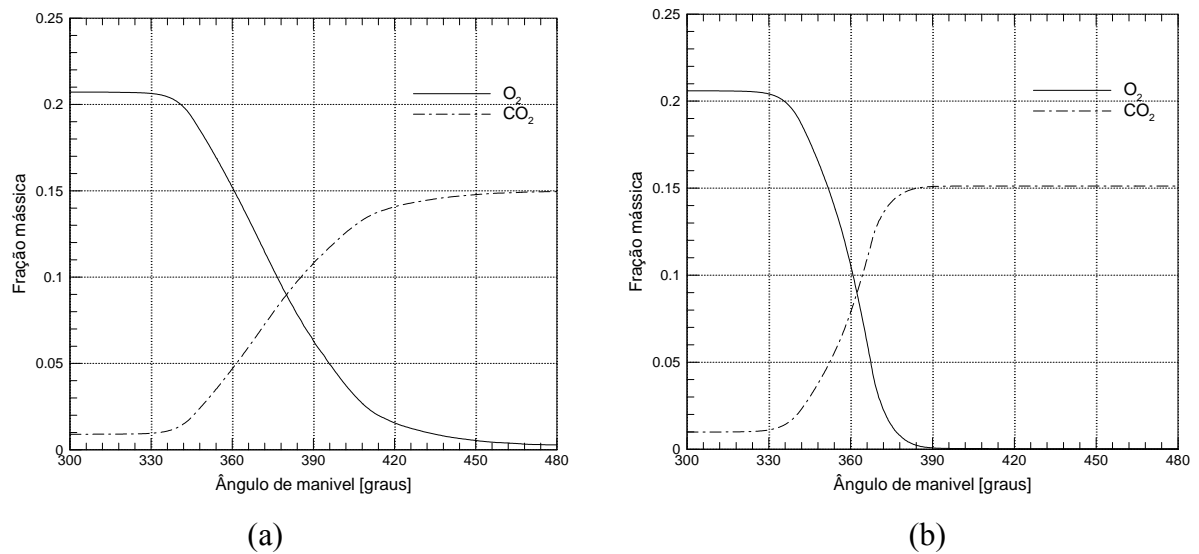 0.25
0.2
0.15
0.1
0.05
0
Fração mássica
O2
CO2
300 330 360 390 420 450 480
Ângulo de manivel [graus]
(a)
0.25
0.2
0.15
0.1
0.05
0
Fração mássica
O2
CO2
300 330 360 390 420 450 480
Ângulo de manivel [graus]
(b)